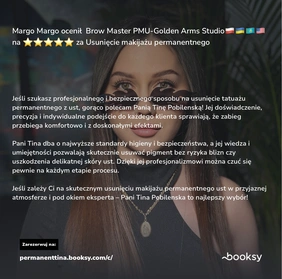 Margo Margo ocenił Brow Master PMU-Golden Arms Studio🇵🇱🇺🇦🇰🇿🇺🇸
na ⭐⭐⭐⭐⭐ za Usunięcie makijażu permanentnego
Jeśli szukasz profesjonalnego i bezpiecznego sposobu na usunięcie tatuażu
permanentnego z ust, gorąco polecam Panią Tinę Pobilenską! Jej doświadczenie,
precyzja i indywidualne podejście do każdego klienta sprawiają, że zabieg
przebiega komfortowo i z doskonałymi efektami.
Pani Tina dba o najwyższe standardy higieny i bezpieczeństwa, a jej wiedza i
umiejętności pozwalają skutecznie usuwać pigment bez ryzyka blizn czy
uszkodzenia delikatnej skóry ust. Dzięki jej profesjonalizmowi można czuć się
pewnie na każdym etapie procesu.
Jeśli zależy Ci na skutecznym usunięciu makijażu permanentnego ust w przyjaznej
atmosferze i pod okiem eksperta – Pani Tina Pobilenska to najlepszy wybór!
Zarezerwuj na:
permanenttina.booksy.com/c/
booksy